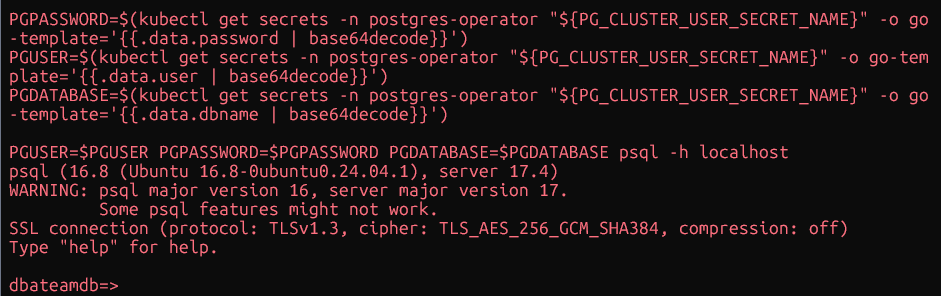 PGPASSWORD=$(kubectl get secrets -n postgres-operator "${PG_CLUSTER_USER_SECRET_NAME}" -o go
-template='{{.data.password | base64decode}}')
PGUSER=$(kubectl get secrets -n postgres-operator "${PG_CLUSTER_USER_SECRET_NAME}" -o go-tem
plate='{{.data.user | base64decode}}')
PGDATABASE=$(kubectl get secrets -n postgres-operator "${PG_CLUSTER_USER_SECRET_NAME}" -o go
-template='{{.data.dbname | base64decode}}')

PGUSER=$PGUSER PGPASSWORD=$PGPASSWORD PGDATABASE=$PGDATABASE psql -h localhost
psql (16.8 (Ubuntu 16.8-0ubuntu0.24.04.1), server 17.4)
WARNING: psql major version 16, server major version 17.
         Some psql features might not work.
SSL connection (protocol: TLSv1.3, cipher: TLS_AES_256_GCM_SHA384, compression: off)
Type "help" for help.

dbateamdb=>